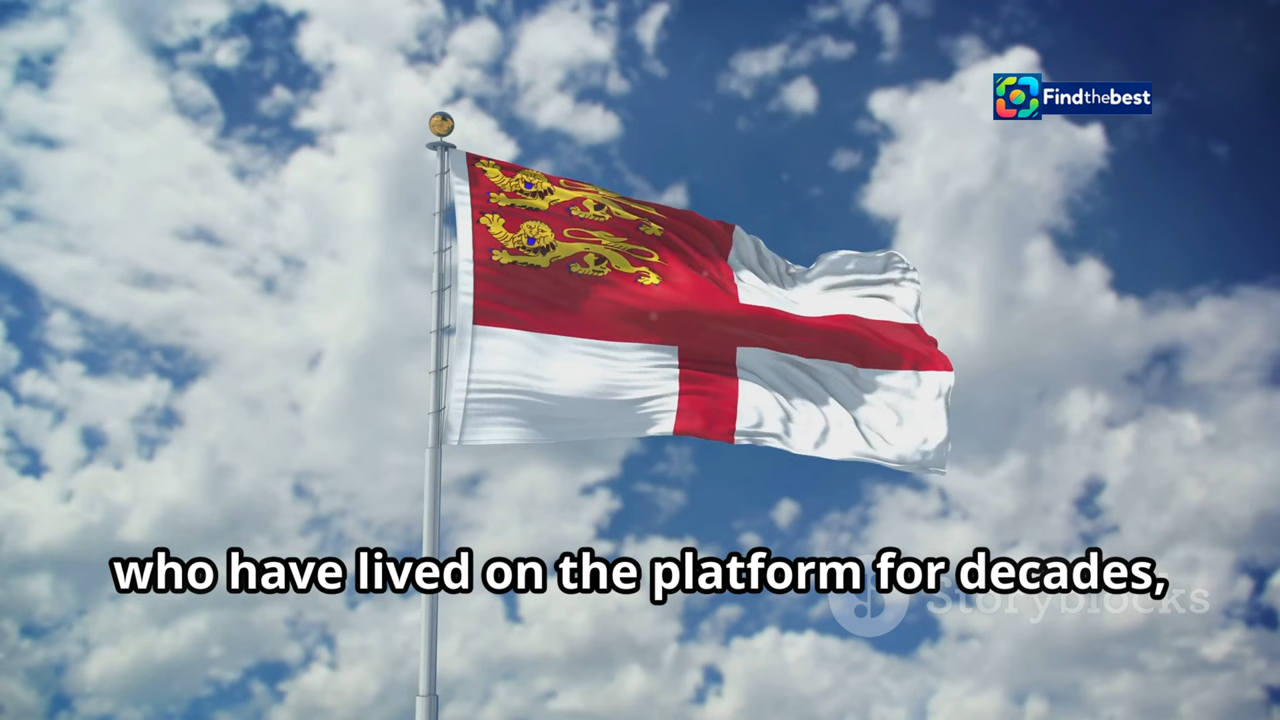 Findthebest
who have lived on the platform for decades,
Storyblocks